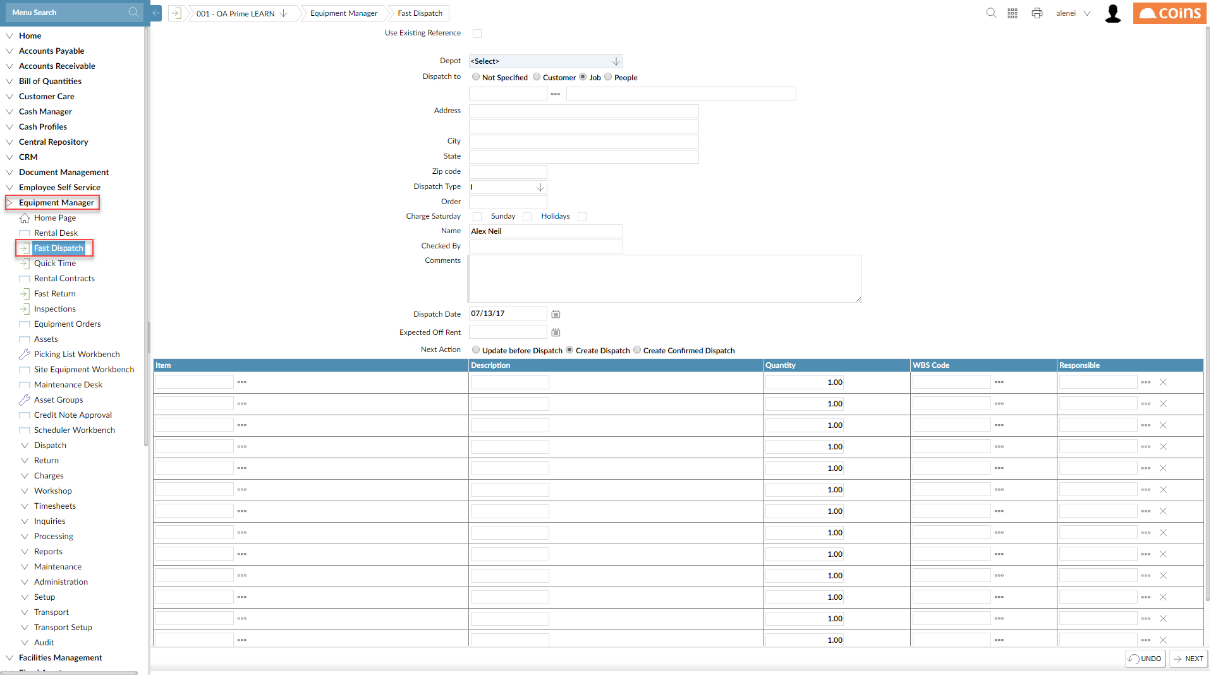 Menu Search
001 - OA Prime LEARN
Equipment Manager
Fast Dispatch
alenei
coins
Home
Accounts Payable
Accounts Receivable
Bill of Quantities
Customer Care
Cash Manager
Cash Profiles
Central Repository
CRM
Document Management
Employee Self Service
Equipment Manager
Home Page
Rental Desk
Fast Dispatch
Quick Time
Rental Contracts
Fast Return
Inspections
Equipment Orders
Assets
Picking List Workbench
Site Equipment Workbench
Maintenance Desk
Asset Groups
Credit Note Approval
Scheduler Workbench
Dispatch
Return
Charges
Workshop
Timesheets
Inquiries
Processing
Reports
Maintenance
Administration
Setup
Transport
Transport Setup
Audit
Facilities Management
Use Existing Reference
Depot <Select>
Dispatch to Not Specified Customer Job People
Address
City
State
Zip code
Dispatch Type I
Order
Charge Saturday Sunday Holidays
Name Alex Neil
Checked By
Comments
Dispatch Date 07/13/17
Expected Off Rent
Next Action Update before Dispatch Create Dispatch Create Confirmed Dispatch
Item Description Quantity WBS Code Responsible
1.00
1.00
1.00
1.00
1.00
1.00
1.00
1.00
1.00
1.00
1.00
1.00
1.00
UNDO NEXT